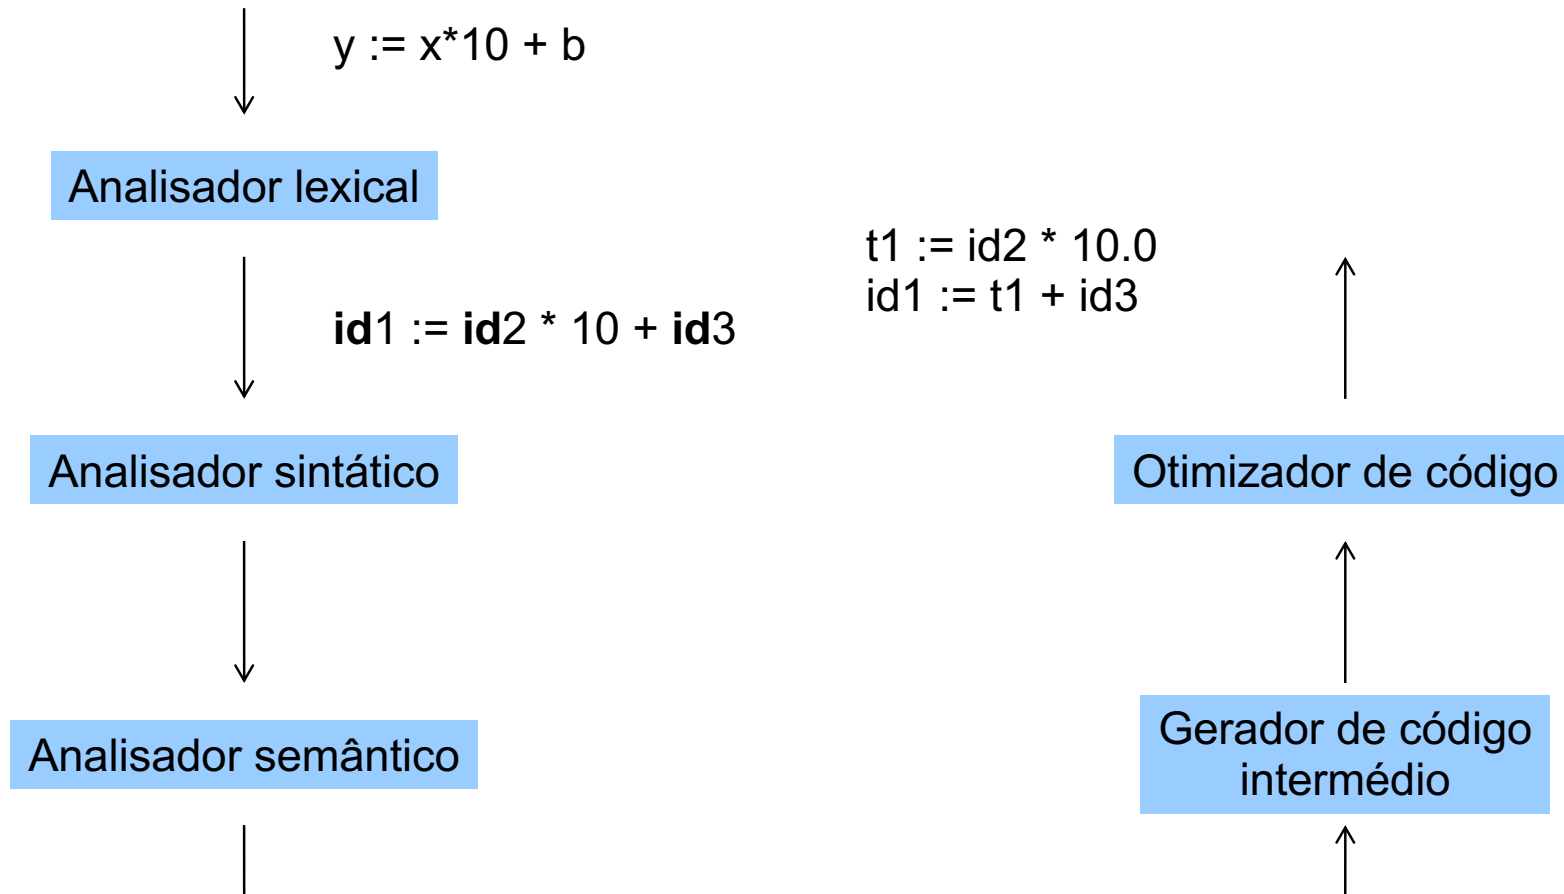 y := x*10 + b
Analisador lexical
id1 := id2 * 10 + id3
Analisador sintático
Analisador semântico
t1 := id2 * 10.0
id1 := t1 + id3
Otimizador de código
Gerador de código
intermédio